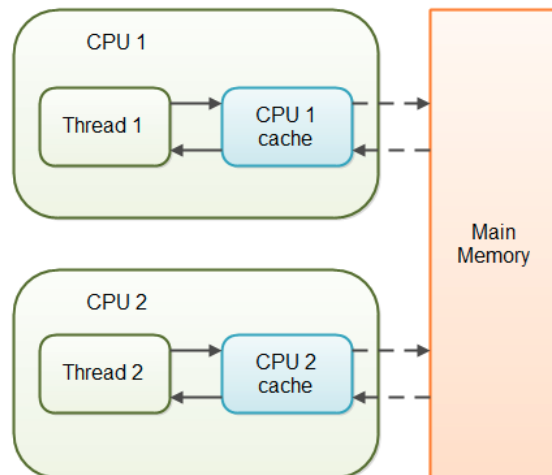 CPU 1
Thread 1
CPU 1
cache
Main
Memory
CPU 2
Thread 2
CPU 2
cache